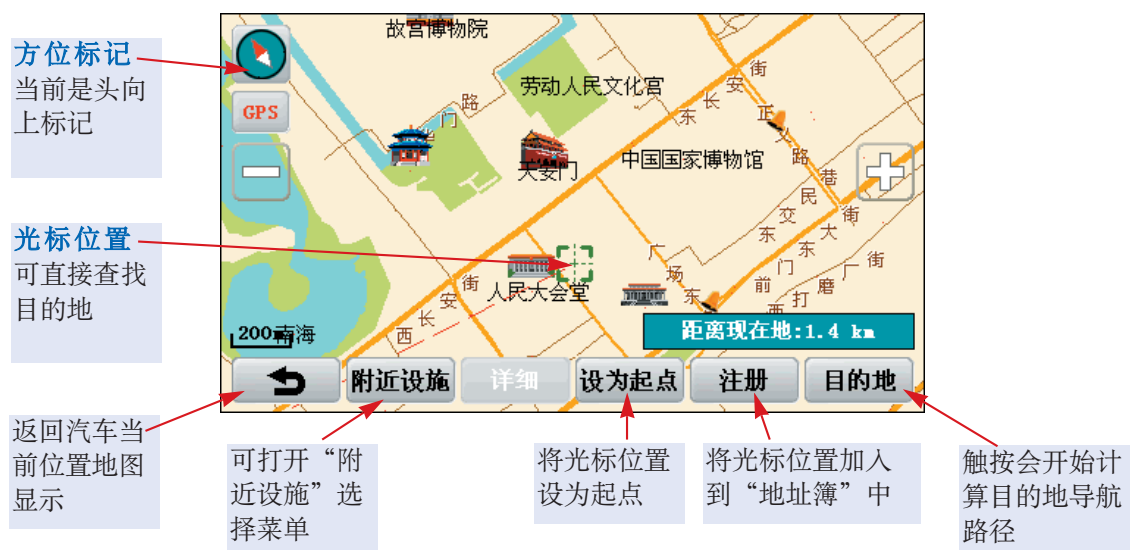 方位标记
当前是头向
上标记
光标位置
可直接查找
目的地
返回汽车当
前位置地图
显示
故宫博物院
劳动人民文化宫
GPS
路
门
天安门
中国国家博物馆
街
安
长
东
正
义
路
巷
民
交
东
街
大
东
门
前
街
厂
磨
打
西
广
场
东
人民大会堂
街
安
长
西
200m
南海
距离现在地:1.4 km
附近设施
详细
设为起点
注册
目的地
可打开“附
近设施”选
择菜单
将光标位置
设为起点
将光标位置加入
到“地址簿”中
触按会开始计
算目的地导航
路径